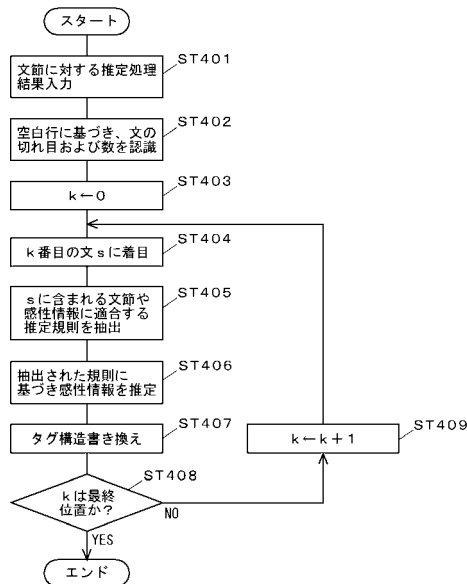 スタート
ST401
文節に対する推定処理
結果入力
ST402
空白行に基づき、文の
切れ目および数を認識
ST403
k←0
ST404
k番目の文sに着目
ST405
sに含まれる文節や
感性情報に適合する
推定規則を抽出
ST406
抽出された規則に
基づき感性情報を推定
ST407
タグ構造書き換え
ST409
k←k+1
ST408
kは最終
位置か?
NO
YES
エンド